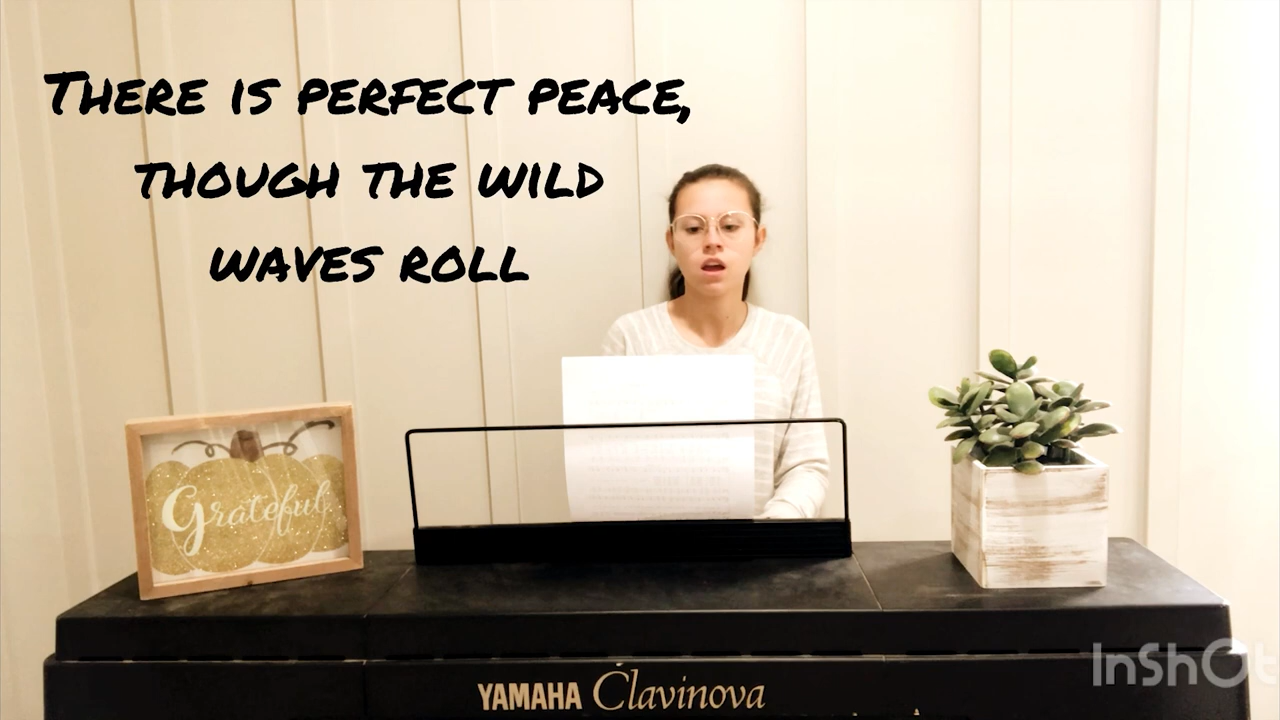 THERE IS PERFECT PEACE,
THOUGH THE WILD
WAVES ROLL
Grateful
YAMAHA Clavinova
InShOt